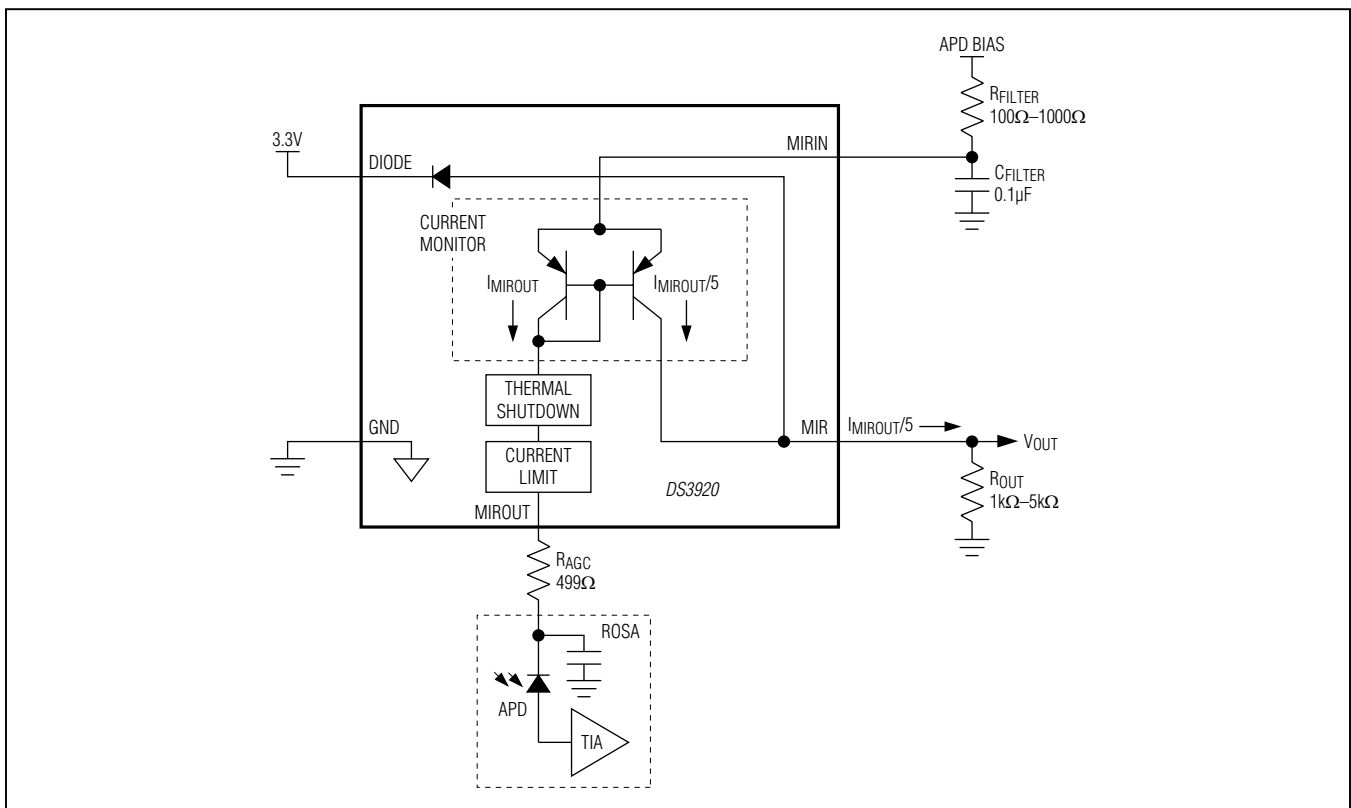 APD BIAS
RFILTER
100Ω–1000Ω
3.3V
MIRIN
DIODE
CFILTER
0.1µF
CURRENT
MONITOR
IMIROUT
IMIROUT/5
THERMAL
SHUTDOWN
GND
MIR
IMIROUT/5
VOUT
CURRENT
LIMIT
DS3920
ROUT
1kΩ–5kΩ
MIROUT
RAGC
499Ω
ROSA
APD
TIA